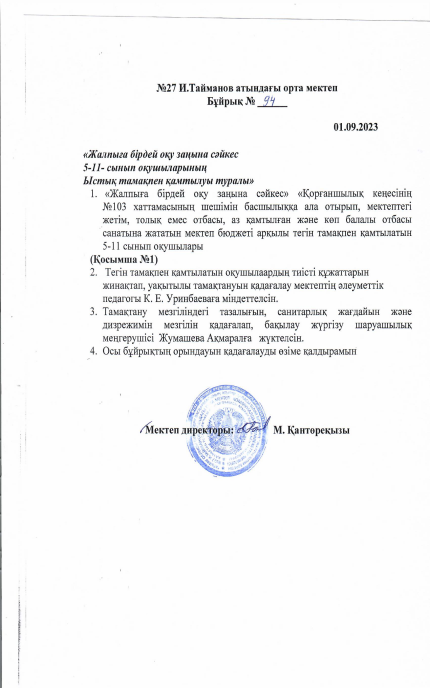 №27 И.Тайманов атындағы орта мектеп
Бұйрық № 94
01.09.2023
«Жалпыға бірдей оқу заңына сәйкес
5-11- сынып оқушыларының
Ыстық тамақпен қамтылуы туралы»
1. «Жалпыға бірдей оқу заңына сәйкес» «Қорғаншылық кеңесінің
№103 хаттамасының шешімін басшылыққа ала отырып, мектептегі
жетім, толық емес отбасы, аз қамтылған және көп балалы отбасы
санатына жататын мектеп бюджеті арқылы тегін тамақпен қамтылатын
5-11 сынып оқушылары
(Қосымша №1)
2. Тегін тамақпен қамтылатын оқушылаардың тиісті құжаттарын
жинақтап, уақытылы тамақтануын қадағалау мектептің әлеуметтік
педагогы К. Е. Уринбаеваға міндеттелсін.
3. Тамақтану мезгіліндегі тазалығын, санитарлық жағдайын және
дизрежимін мезгілін қадағалап, бақылау жүргізу шаруашылық
меңгерушісі Жумашева Ақмаралға жүктелсін.
4. Осы бұйрықтың орындауын қадағалауды өзіме қалдырамын
Мектеп директоры: М. Қантөреқызы